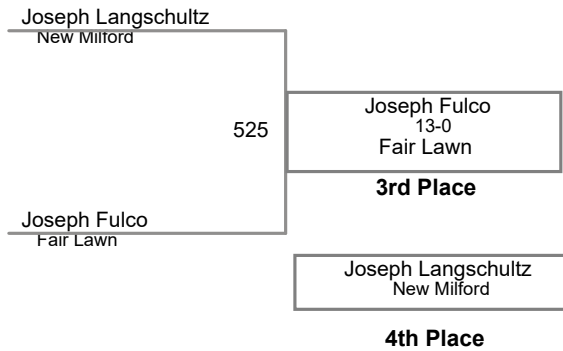 Joseph Langschultz
New Milford
525
Joseph Fulco
13-0
Fair Lawn
3rd Place
Joseph Fulco
Fair Lawn
Joseph Langschultz
New Milford
4th Place